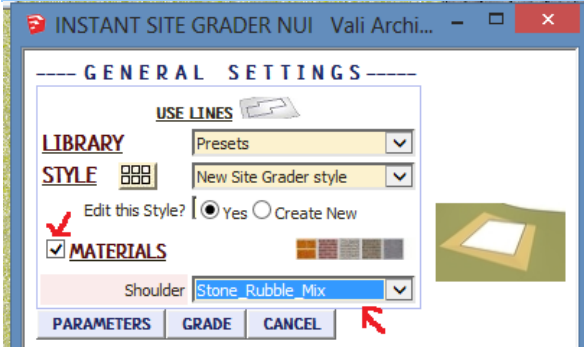 INSTANT SITE GRADER NUI Vali Archi...
---- GENERAL SETTINGS-----
USE LINES
LIBRARY Presets
STYLE New Site Grader style
Edit this Style? Yes Create New
MATERIALS
Shoulder Stone_Rubble_Mix
PARAMETERS GRADE CANCEL